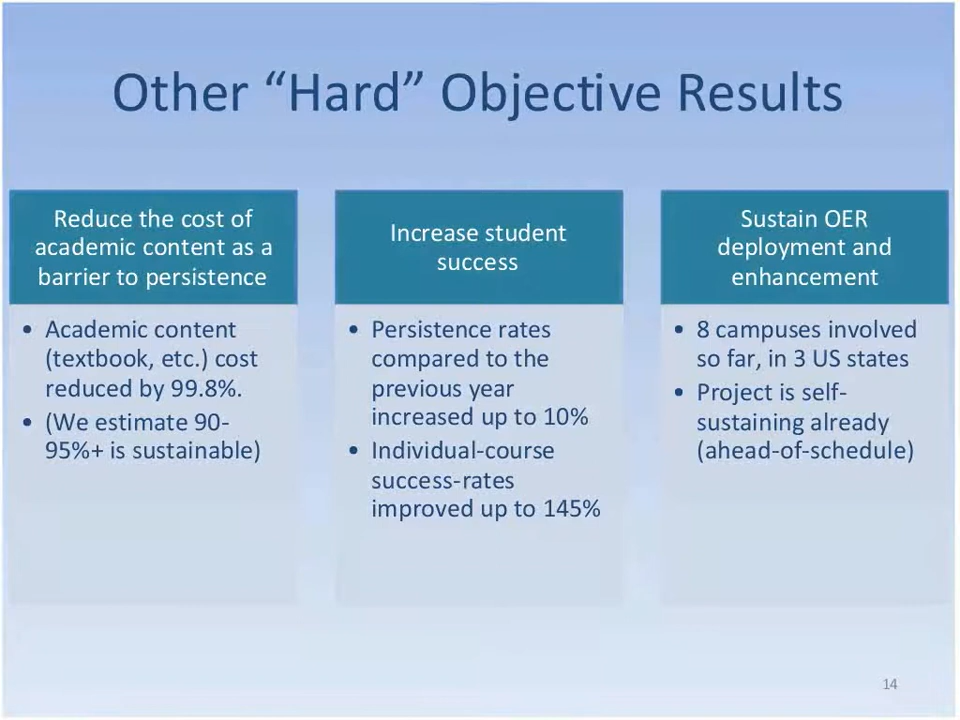 Other “Hard” Objective Results
Reduce the cost of
academic content as a
barrier to persistence
• Academic content
(textbook, etc.) cost
reduced by 99.8%.
• (We estimate 90-
95%+ is sustainable)
Increase student
success
• Persistence rates
compared to the
previous year
increased up to 10%
• Individual-course
success-rates
improved up to 145%
Sustain OER
deployment and
enhancement
• 8 campuses involved
so far, in 3 US states
• Project is self-
sustaining already
(ahead-of-schedule)
14